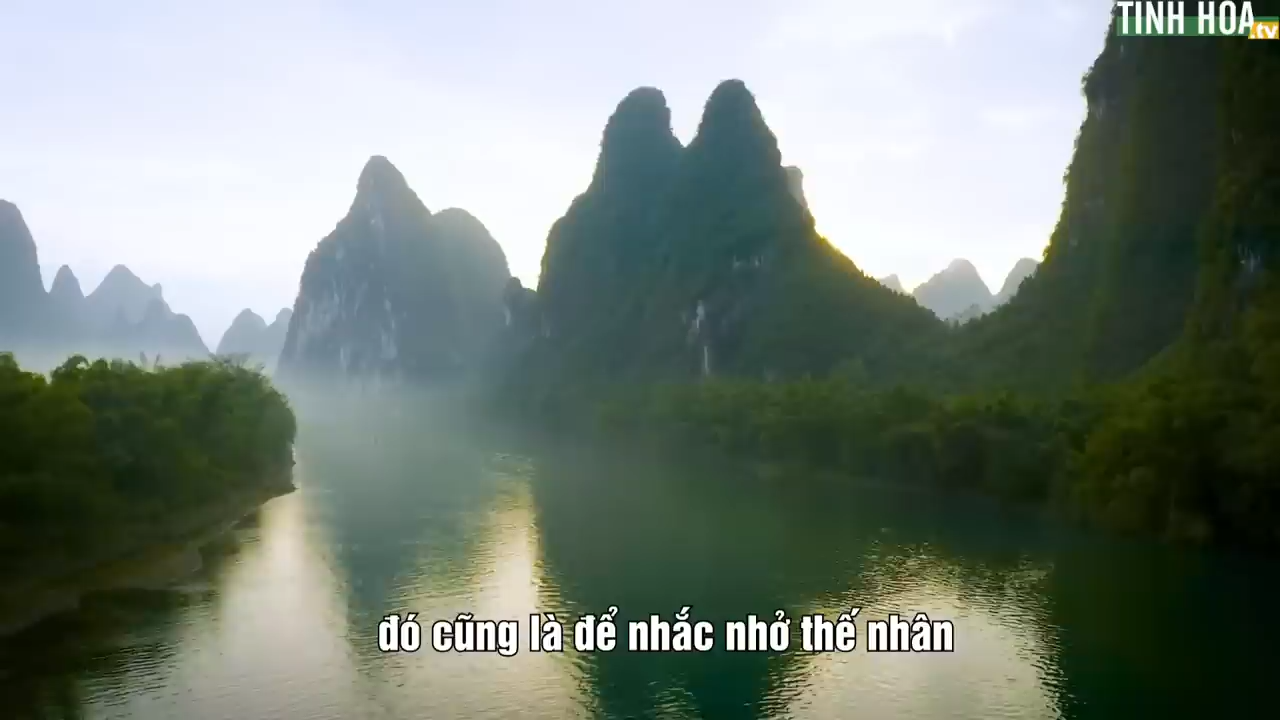 TINH HOA
.tv
đó cũng là để nhắc nhở thế nhân